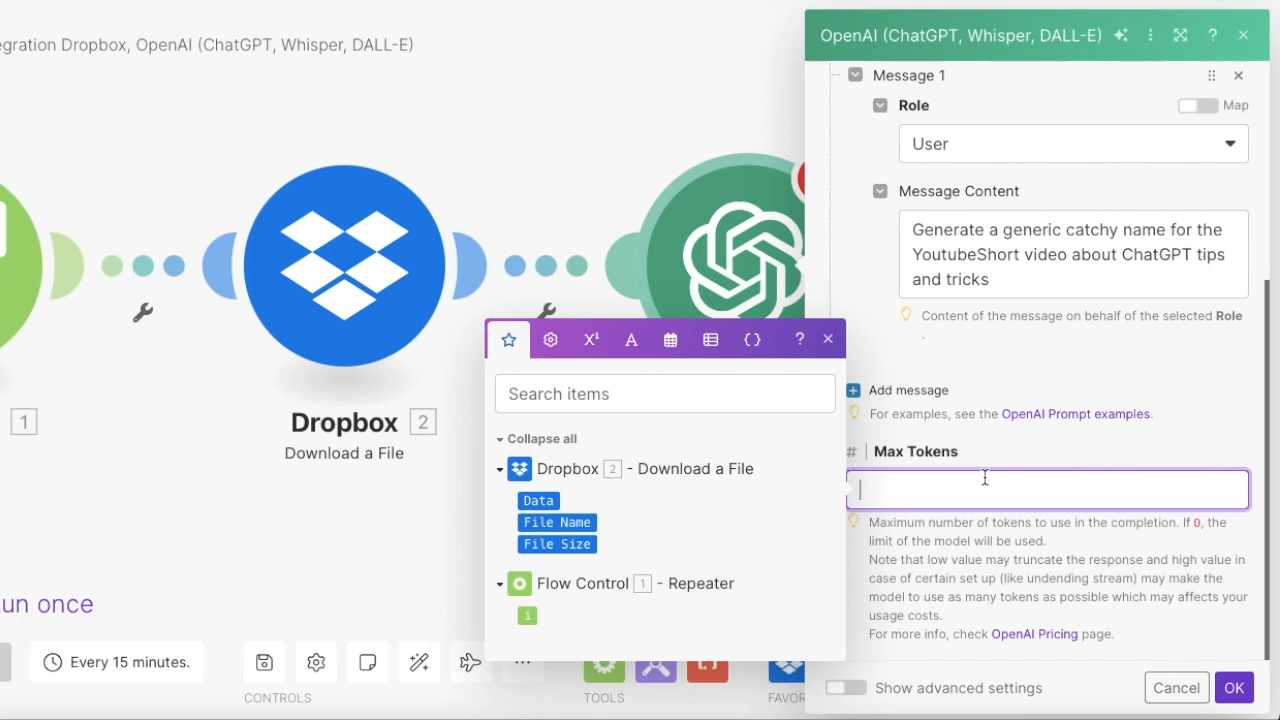 egration Dropbox, OpenAI (ChatGPT, Whisper, DALL-E)
OpenAI (ChatGPT, Whisper, DALL-E)
?
Message 1
Role
Map
User
Message Content
Generate a generic catchy name for the
YoutubeShort video about ChatGPT tips
and tricks
Content of the message on behalf of the selected Role
.
Add message
For examples, see the OpenAI Prompt examples.
# | Max Tokens
Maximum number of tokens to use in the completion. If 0, the
limit of the model will be used.
Note that low value may truncate the response and high value in
case of certain set up (like undending stream) may make the
model to use as many tokens as possible which may affects your
usage costs.
For more info, check OpenAI Pricing page.
Show advanced settings
Cancel
OK
1
Dropbox 2
Download a File
X¹ A ?
Search items
Collapse all
Dropbox 2 - Download a File
Data
File Name
File Size
Flow Control 1 - Repeater
i
un once
Every 15 minutes.
CONTROLS
TOOLS
FAVOR